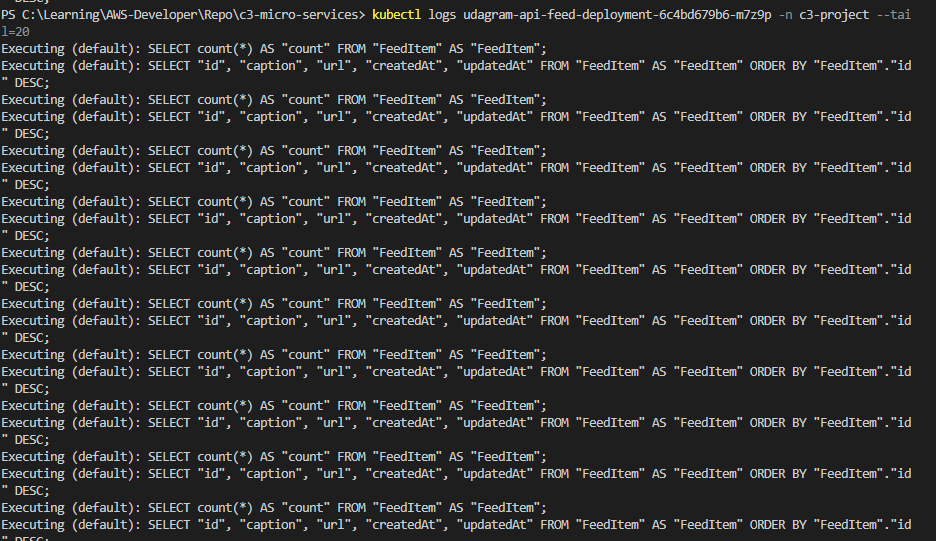 " DESC;
PS C:\Learning\AWS-Developer\Repo\c3-micro-services> kubectl logs udagram-api-feed-deployment-6c4bd679b6-m7z9p -n c3-project --tai
l=20
Executing (default): SELECT count(*) AS "count" FROM "FeedItem" AS "FeedItem";
Executing (default): SELECT "id", "caption", "url", "createdAt", "updatedAt" FROM "FeedItem" AS "FeedItem" ORDER BY "FeedItem"."id
" DESC;
Executing (default): SELECT count(*) AS "count" FROM "FeedItem" AS "FeedItem";
Executing (default): SELECT "id", "caption", "url", "createdAt", "updatedAt" FROM "FeedItem" AS "FeedItem" ORDER BY "FeedItem"."id
" DESC;
Executing (default): SELECT count(*) AS "count" FROM "FeedItem" AS "FeedItem";
Executing (default): SELECT "id", "caption", "url", "createdAt", "updatedAt" FROM "FeedItem" AS "FeedItem" ORDER BY "FeedItem"."id
" DESC;
Executing (default): SELECT count(*) AS "count" FROM "FeedItem" AS "FeedItem";
Executing (default): SELECT "id", "caption", "url", "createdAt", "updatedAt" FROM "FeedItem" AS "FeedItem" ORDER BY "FeedItem"."id
" DESC;
Executing (default): SELECT count(*) AS "count" FROM "FeedItem" AS "FeedItem";
Executing (default): SELECT "id", "caption", "url", "createdAt", "updatedAt" FROM "FeedItem" AS "FeedItem" ORDER BY "FeedItem"."id
" DESC;
Executing (default): SELECT count(*) AS "count" FROM "FeedItem" AS "FeedItem";
Executing (default): SELECT "id", "caption", "url", "createdAt", "updatedAt" FROM "FeedItem" AS "FeedItem" ORDER BY "FeedItem"."id
" DESC;
Executing (default): SELECT count(*) AS "count" FROM "FeedItem" AS "FeedItem";
Executing (default): SELECT "id", "caption", "url", "createdAt", "updatedAt" FROM "FeedItem" AS "FeedItem" ORDER BY "FeedItem"."id
" DESC;
Executing (default): SELECT count(*) AS "count" FROM "FeedItem" AS "FeedItem";
Executing (default): SELECT "id", "caption", "url", "createdAt", "updatedAt" FROM "FeedItem" AS "FeedItem" ORDER BY "FeedItem"."id
" DESC;
Executing (default): SELECT count(*) AS "count" FROM "FeedItem" AS "FeedItem";
Executing (default): SELECT "id", "caption", "url", "createdAt", "updatedAt" FROM "FeedItem" AS "FeedItem" ORDER BY "FeedItem"."id
" DESC;
Executing (default): SELECT count(*) AS "count" FROM "FeedItem" AS "FeedItem";
Executing (default): SELECT "id", "caption", "url", "createdAt", "updatedAt" FROM "FeedItem" AS "FeedItem" ORDER BY "FeedItem"."id
" DESC;